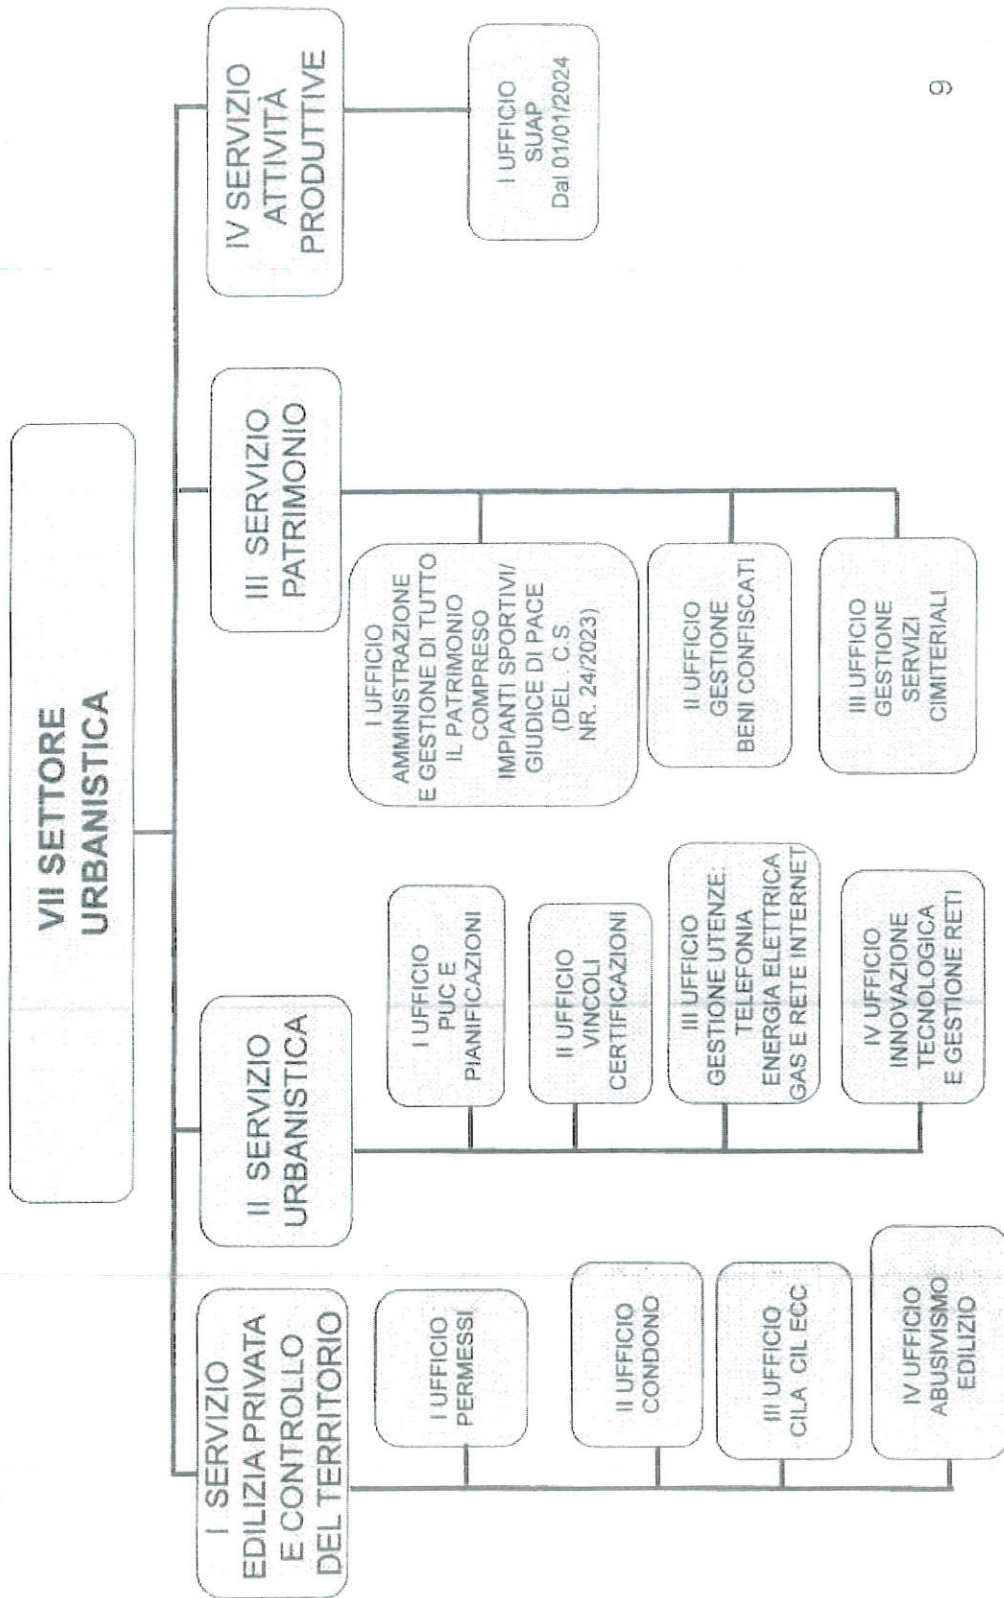 VII SETTORE
URBANISTICA
I SERVIZIO
EDILIZIA PRIVATA
E CONTROLLO
DEL TERRITORIO
I UFFICIO
PERMESSI
II UFFICIO
CONDONO
III UFFICIO
CILA CIL ECC
IV UFFICIO
ABUSIVISMO
EDILIZIO
II SERVIZIO
URBANISTICA
I UFFICIO
PUC E
PIANIFICAZIONI
II UFFICIO
VINCOLI
CERTIFICAZIONI
III UFFICIO
GESTIONE UTENZE:
TELEFONIA
ENERGIA ELETTRICA
GAS E RETE INTERNET
IV UFFICIO
INNOVAZIONE
TECNOLOGICA
E GESTIONE RETI
III SERVIZIO
PATRIMONIO
I UFFICIO
AMMINISTRAZIONE
E GESTIONE DI TUTTO
IL PATRIMONIO
COMPRESO
IMPIANTI SPORTIVI/
GIUDICE DI PACE
(DEL . C.S
NR. 24/2023)
II UFFICIO
GESTIONE
BENI CONFISCATI
III UFFICIO
GESTIONE
SERVIZI
CIMITERIALI
IV SERVIZIO
ATTIVITÀ
PRODUTTIVE
I UFFICIO
SUAP
Dal 01/01/2024
9